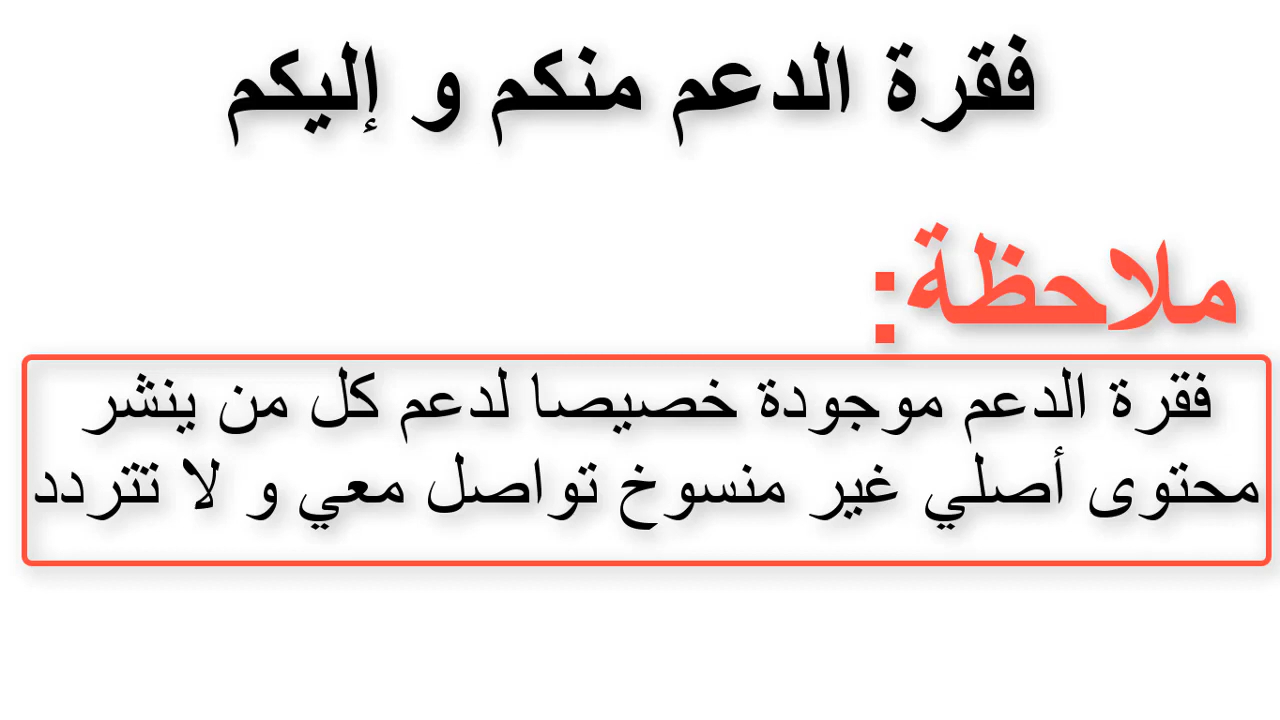 فقرة الدعم منكم و إليكم
ملاحظة:
فقرة الدعم موجودة خصيصا لدعم كل من ينشر
محتوى أصلي غير منسوخ تواصل معي و لا تتردد